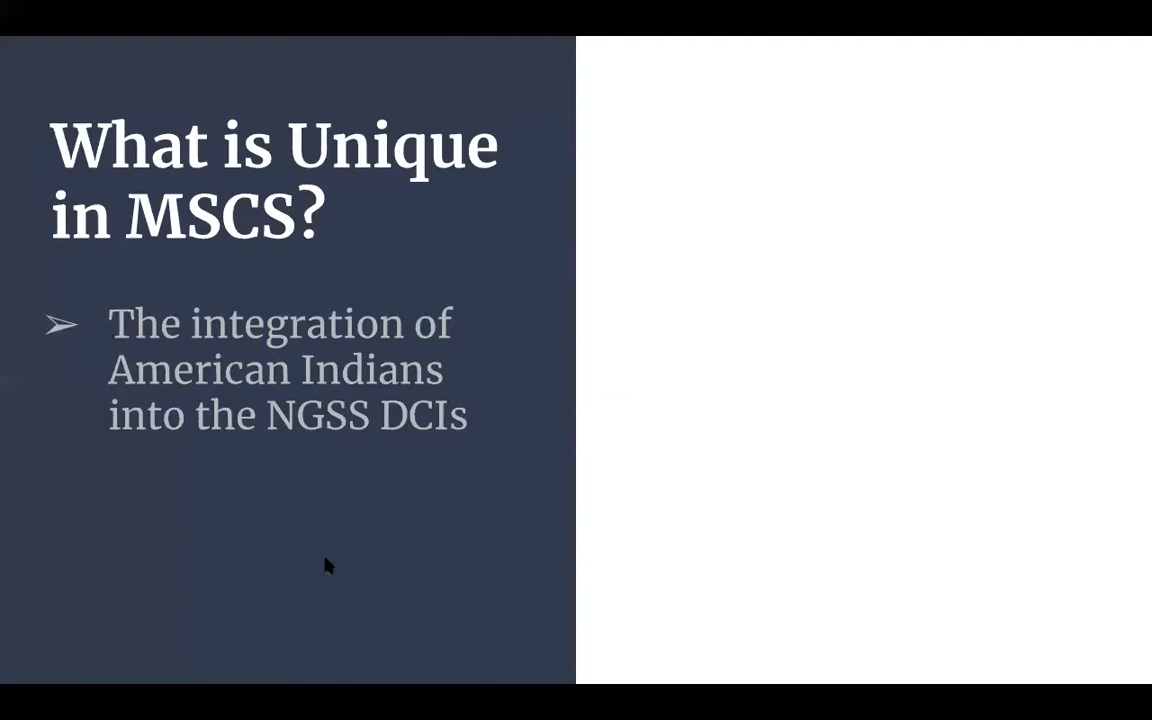 What is Unique
in MSCS?
➢ The integration of
American Indians
into the NGSS DCIs